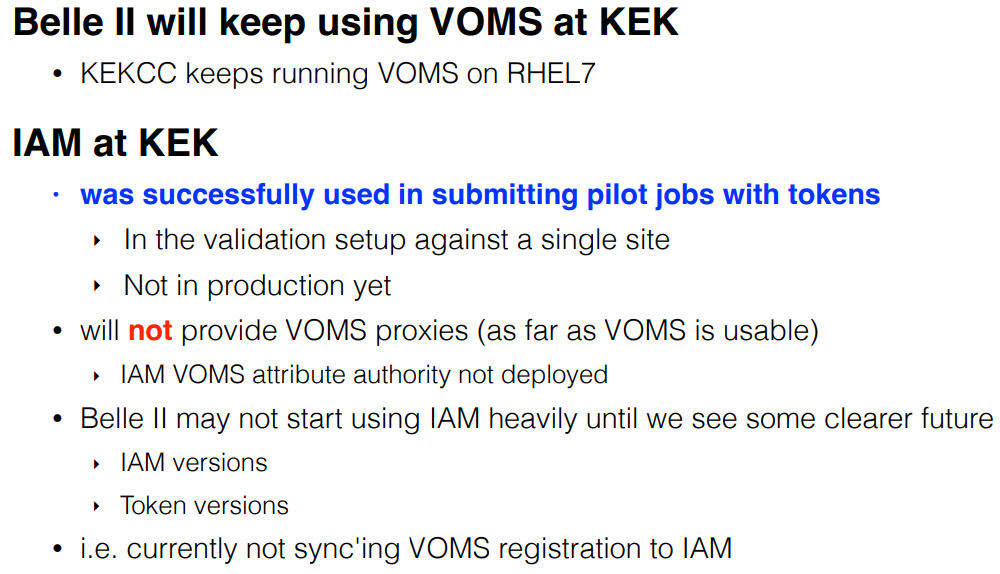 Belle II will keep using VOMS at KEK
• KEKCC keeps running VOMS on RHEL7
IAM at KEK
• was successfully used in submitting pilot jobs with tokens
‣ In the validation setup against a single site
‣ Not in production yet
• will not provide VOMS proxies (as far as VOMS is usable)
‣ IAM VOMS attribute authority not deployed
• Belle II may not start using IAM heavily until we see some clearer future
‣ IAM versions
‣ Token versions
• i.e. currently not sync'ing VOMS registration to IAM